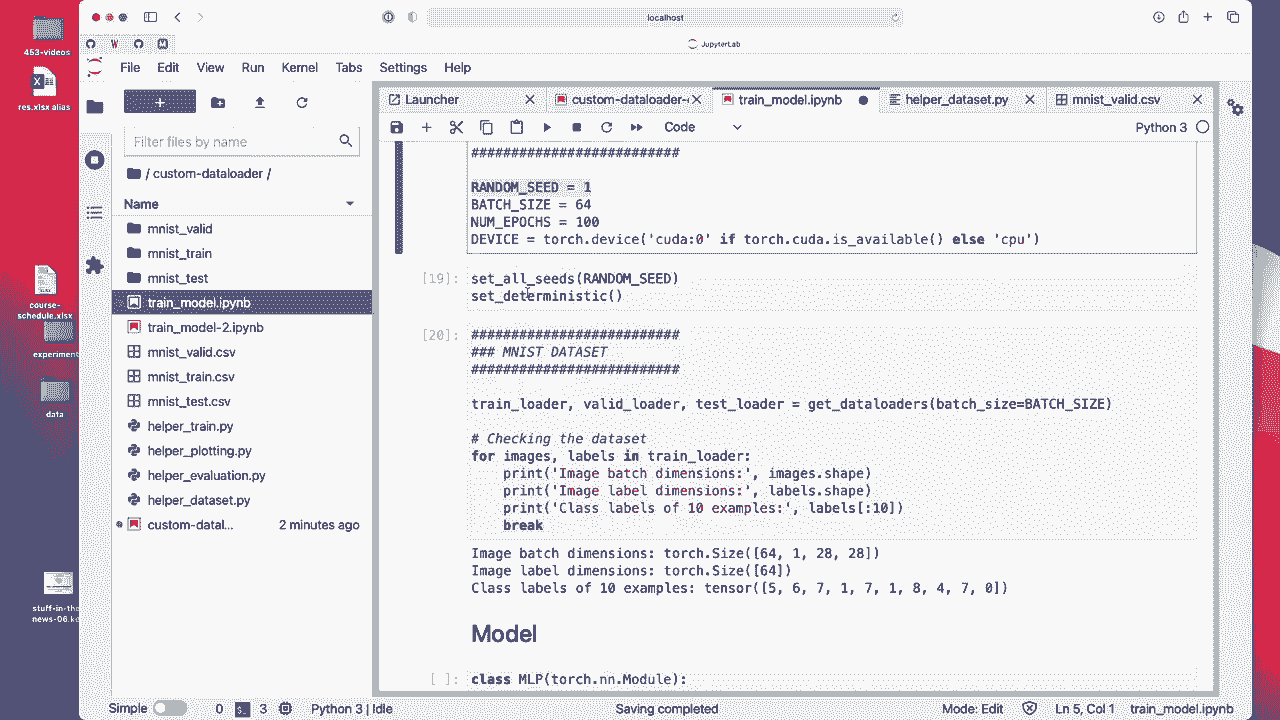 localhost
JupyterLab
File Edit View Run Kernel Tabs Settings Help
453-videos
res.xlsx alias
course-schedule.xlsx
experiment
data
stuff-in-the
news-06.ke
Filter files by name
/ custom-dataloader /
Name
mnist_valid
mnist_train
mnist_test
train_model.ipynb
train_model-2.ipynb
mnist_valid.csv
mnist_train.csv
mnist_test.csv
helper_train.py
helper_plotting.py
helper_evaluation.py
helper_dataset.py
custom-datal... 2 minutes ago
Launcher custom-dataloader- train_model.ipynb helper_dataset.py mnist_valid.csv
Code Python 3
##########################
RANDOM_SEED = 1
BATCH_SIZE = 64
NUM_EPOCHS = 100
DEVICE = torch.device('cuda:0' if torch.cuda.is_available() else 'cpu')
[19]: set_all_seeds(RANDOM_SEED)
set_deterministic()
[20]: ##########################
### MNIST DATASET
##########################
train_loader, valid_loader, test_loader = get_dataloaders(batch_size=BATCH_SIZE)
# Checking the dataset
for images, labels in train_loader:
print('Image batch dimensions:', images.shape)
print('Image label dimensions:', labels.shape)
print('Class labels of 10 examples:', labels[:10])
break
Image batch dimensions: torch.Size([64, 1, 28, 28])
Image label dimensions: torch.Size([64])
Class labels of 10 examples: tensor([5, 6, 7, 1, 7, 1, 8, 4, 7, 0])
Model
[ ]: class MLP(torch.nn.Module):
Simple 0 3 Python 3 | Idle Saving completed Mode: Edit Ln 5, Col 1 train_model.ipynb